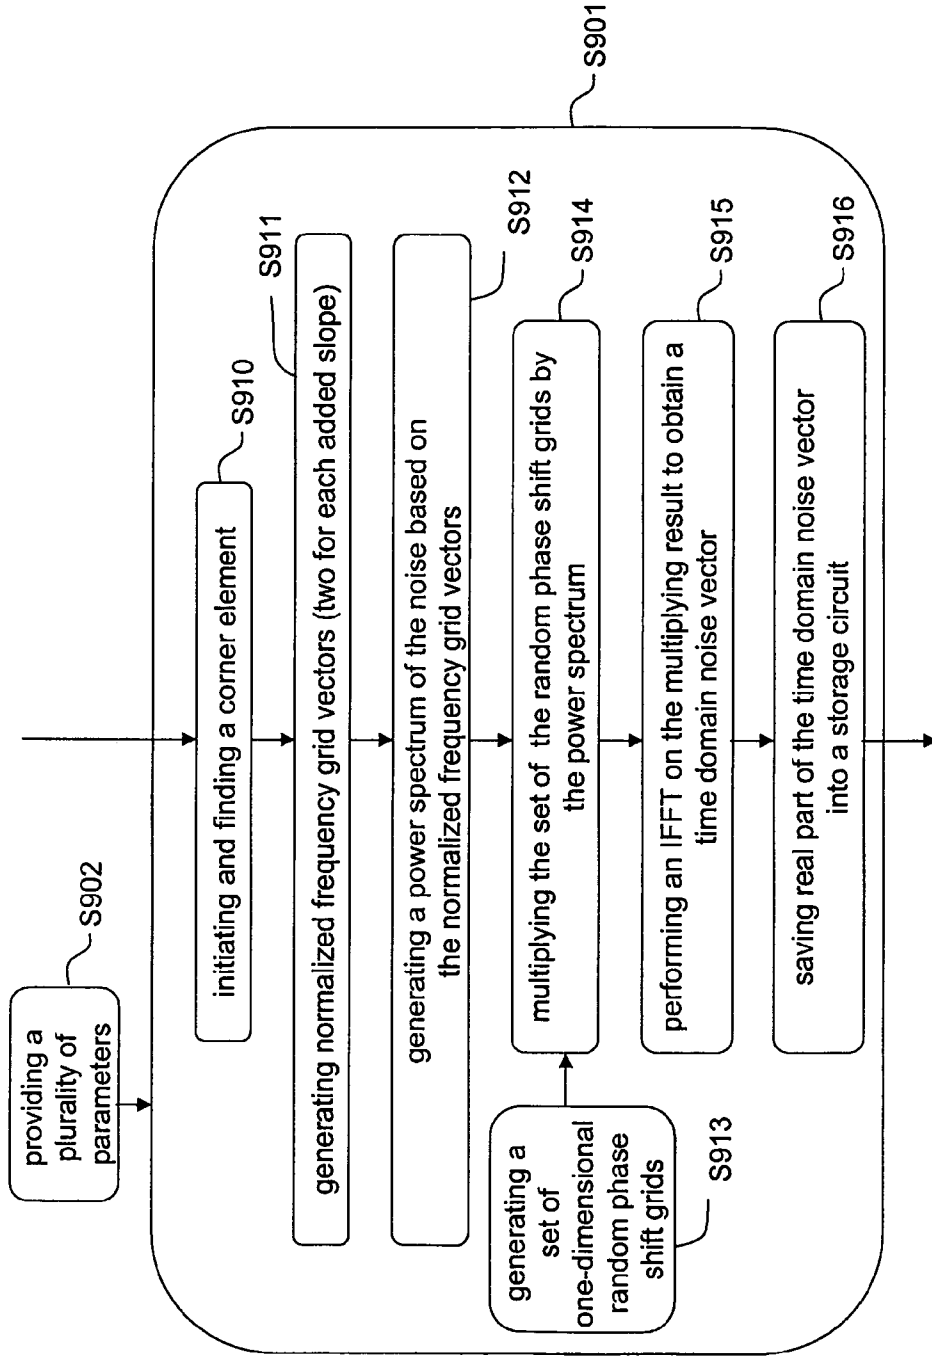 providing a
plurality of
parameters
S902
S901
initiating and finding a corner element
S910
generating normalized frequency grid vectors (two for each added slope)
S911
generating a power spectrum of the noise based on
the normalized frequency grid vectors
S912
generating a
set of
one-dimensional
random phase
shift grids
S913
multiplying the set of the random phase shift grids by
the power spectrum
S914
performing an IFFT on the multiplying result to obtain a
time domain noise vector
S915
saving real part of the time domain noise vector
into a storage circuit
S916